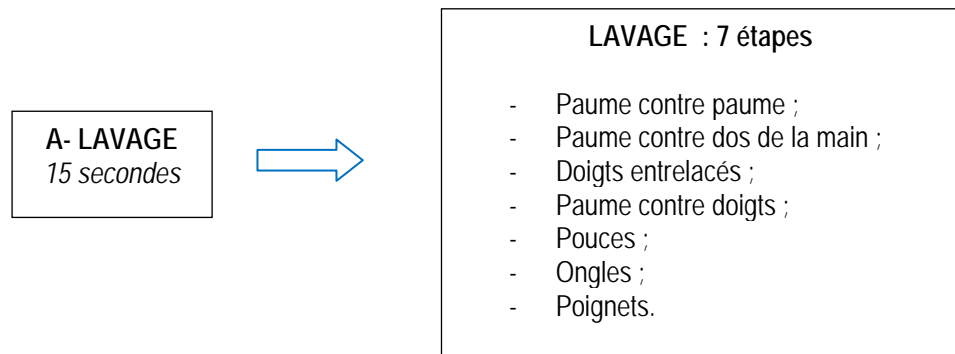 A- LAVAGE
15 secondes
LAVAGE : 7 étapes
- Paume contre paume ;
- Paume contre dos de la main ;
- Doigts entrelacés ;
- Paume contre doigts ;
- Pouces ;
- Ongles ;
- Poignets.